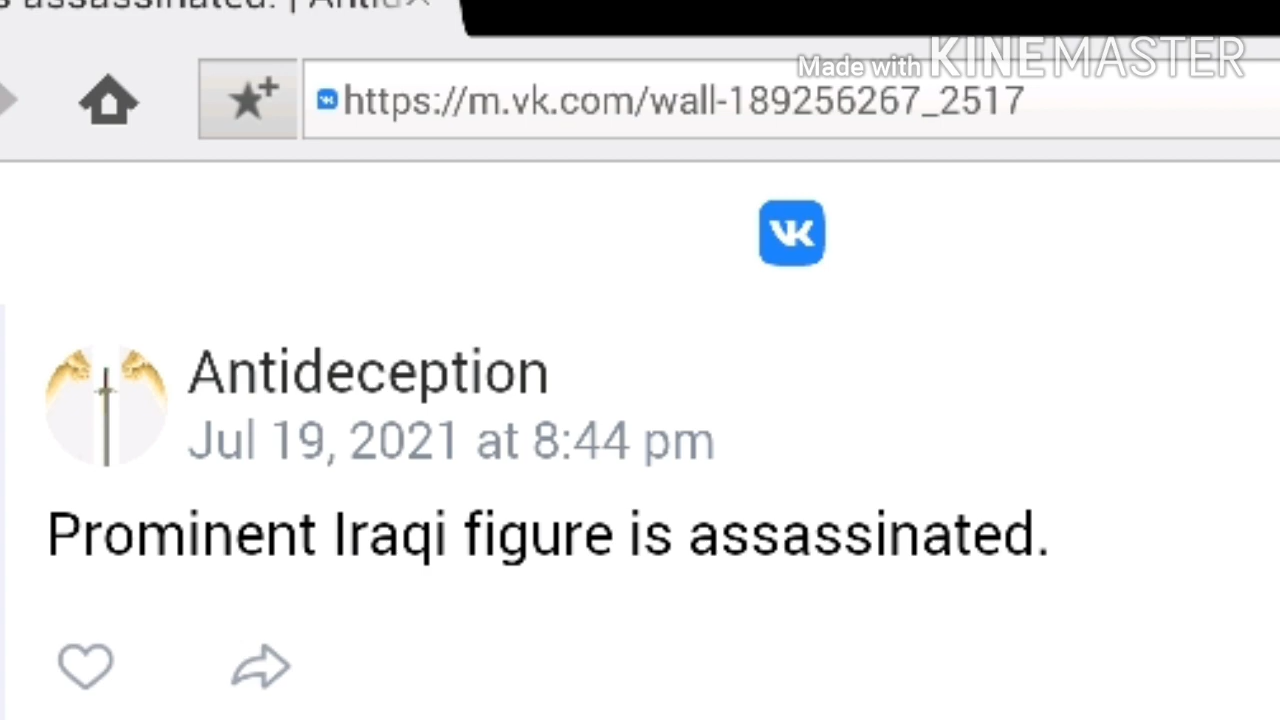 Made with KINEMASTER
https://m.vk.com/wall-189256267_2517
VK
Antideception
Jul 19, 2021 at 8:44 pm
Prominent Iraqi figure is assassinated.